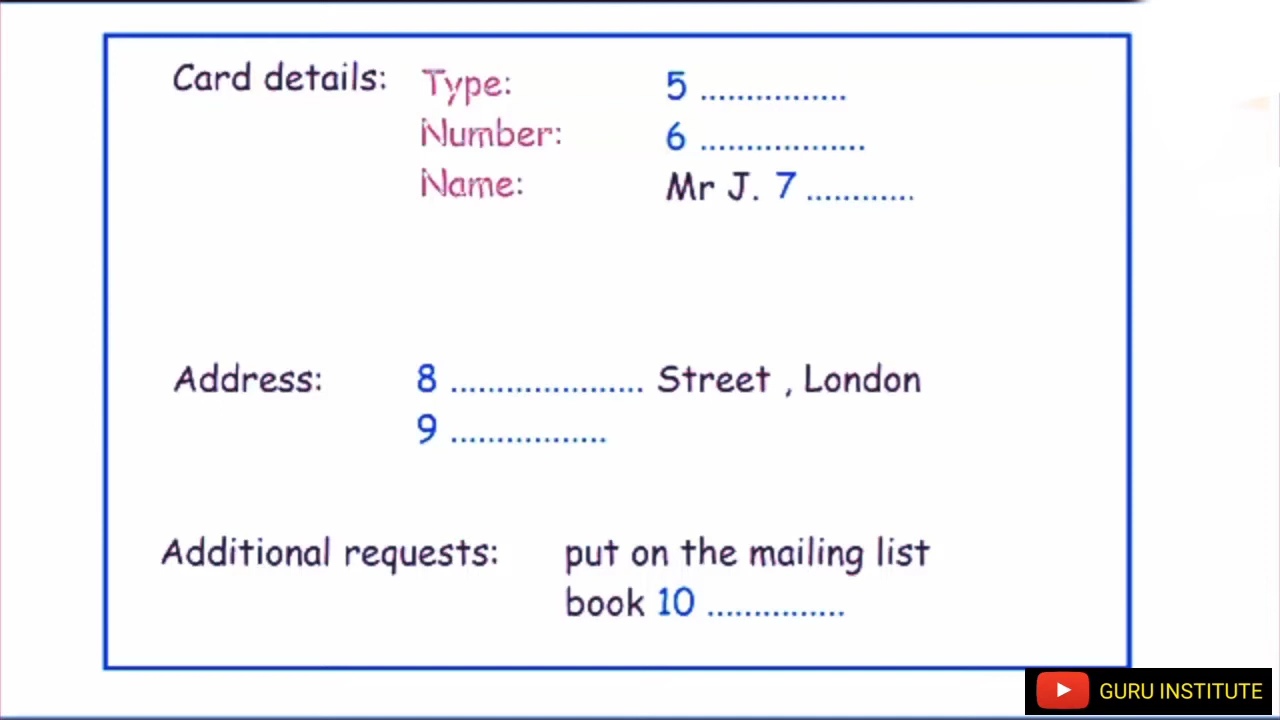 Card details: Type: 5 ................
Number: 6 ..................
Name: Mr J. 7 ............
Address: 8 ..................... Street , London
9 .................
Additional requests: put on the mailing list
book 10 ...............
GURU INSTITUTE